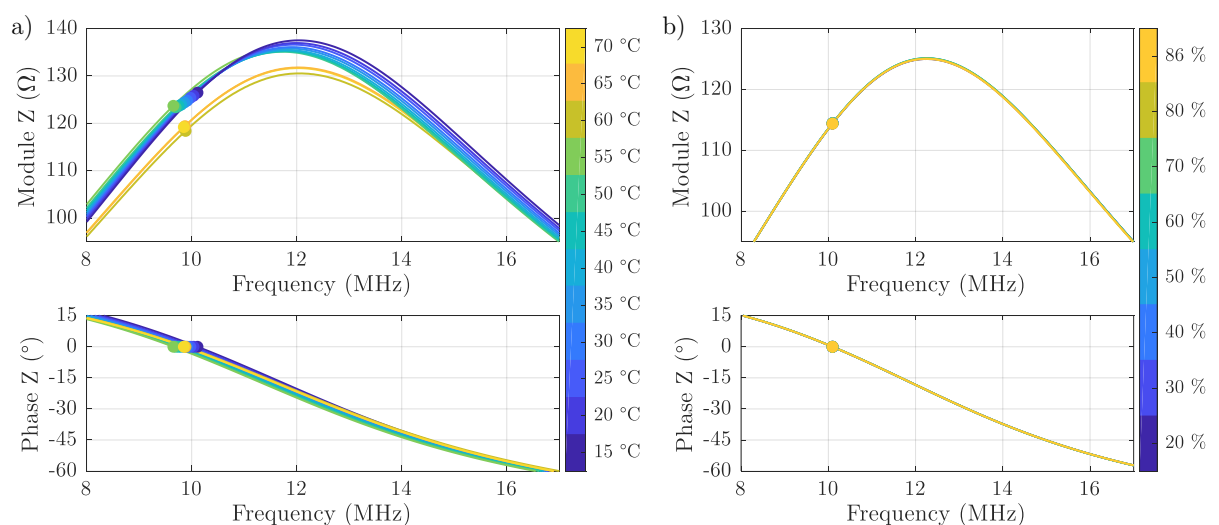 a)
Module Z (Ω)
140
130
120
110
100
8
10
12
14
16
Frequency (MHz)
Phase Z (°)
15
0
-15
-30
-45
-60
8
10
12
14
16
Frequency (MHz)
70 °C
65 °C
60 °C
55 °C
50 °C
45 °C
40 °C
35 °C
30 °C
25 °C
20 °C
15 °C
b)
Module Z (Ω)
130
120
115
110
100
8
10
12
14
16
Frequency (MHz)
Phase Z (°)
15
0
-15
-30
-45
-60
8
10
12
14
16
Frequency (MHz)
86 %
80 %
70 %
60 %
50 %
40 %
30 %
20 %